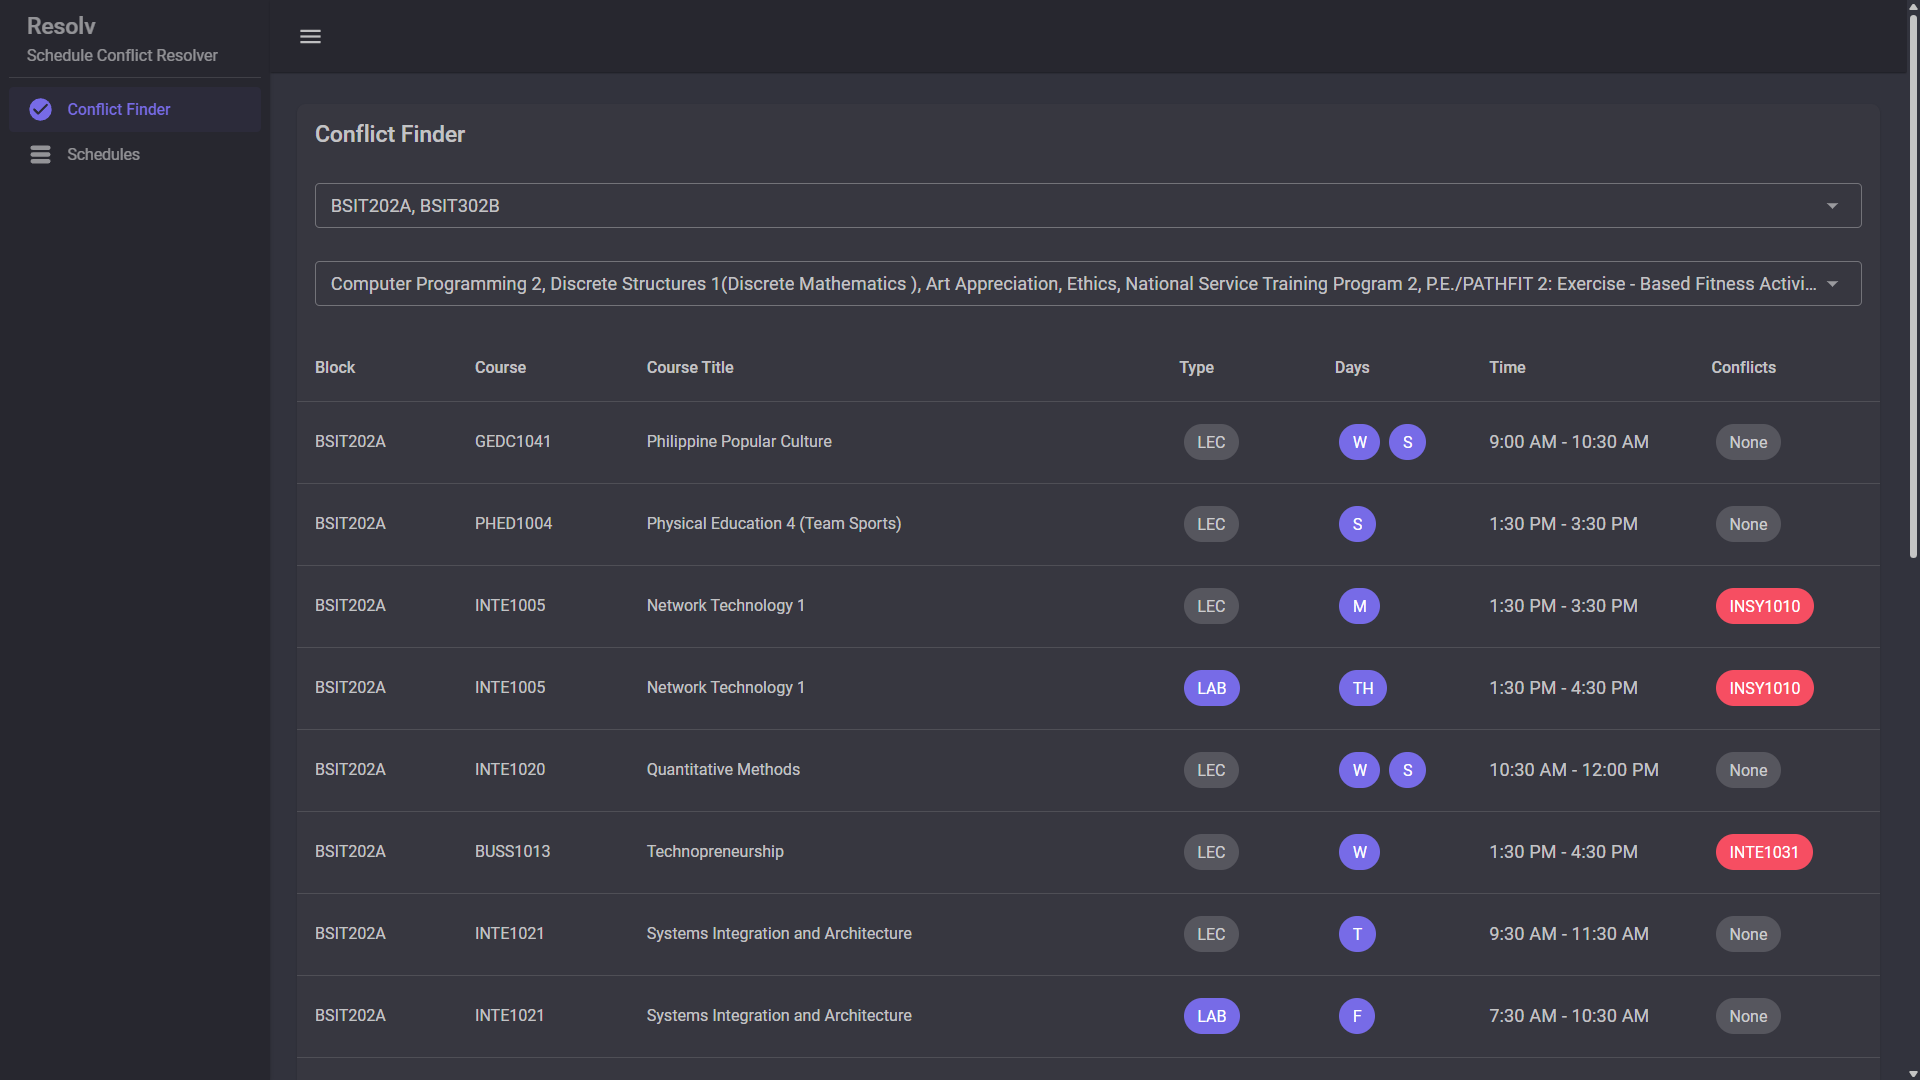 Resolv
Schedule Conflict Resolver
Conflict Finder
Schedules
Conflict Finder
BSIT202A, BSIT302B
Computer Programming 2, Discrete Structures 1(Discrete Mathematics ), Art Appreciation, Ethics, National Service Training Program 2, P.E./PATHFIT 2: Exercise - Based Fitness Activi...
Block Course Course Title Type Days Time Conflicts
BSIT202A GEDC1041 Philippine Popular Culture LEC W S 9:00 AM - 10:30 AM None
BSIT202A PHED1004 Physical Education 4 (Team Sports) LEC S 1:30 PM - 3:30 PM None
BSIT202A INTE1005 Network Technology 1 LEC M 1:30 PM - 3:30 PM INSY1010
BSIT202A INTE1005 Network Technology 1 LAB TH 1:30 PM - 4:30 PM INSY1010
BSIT202A INTE1020 Quantitative Methods LEC W S 10:30 AM - 12:00 PM None
BSIT202A BUSS1013 Technopreneurship LEC W 1:30 PM - 4:30 PM INTE1031
BSIT202A INTE1021 Systems Integration and Architecture LEC T 9:30 AM - 11:30 AM None
BSIT202A INTE1021 Systems Integration and Architecture LAB F 7:30 AM - 10:30 AM None